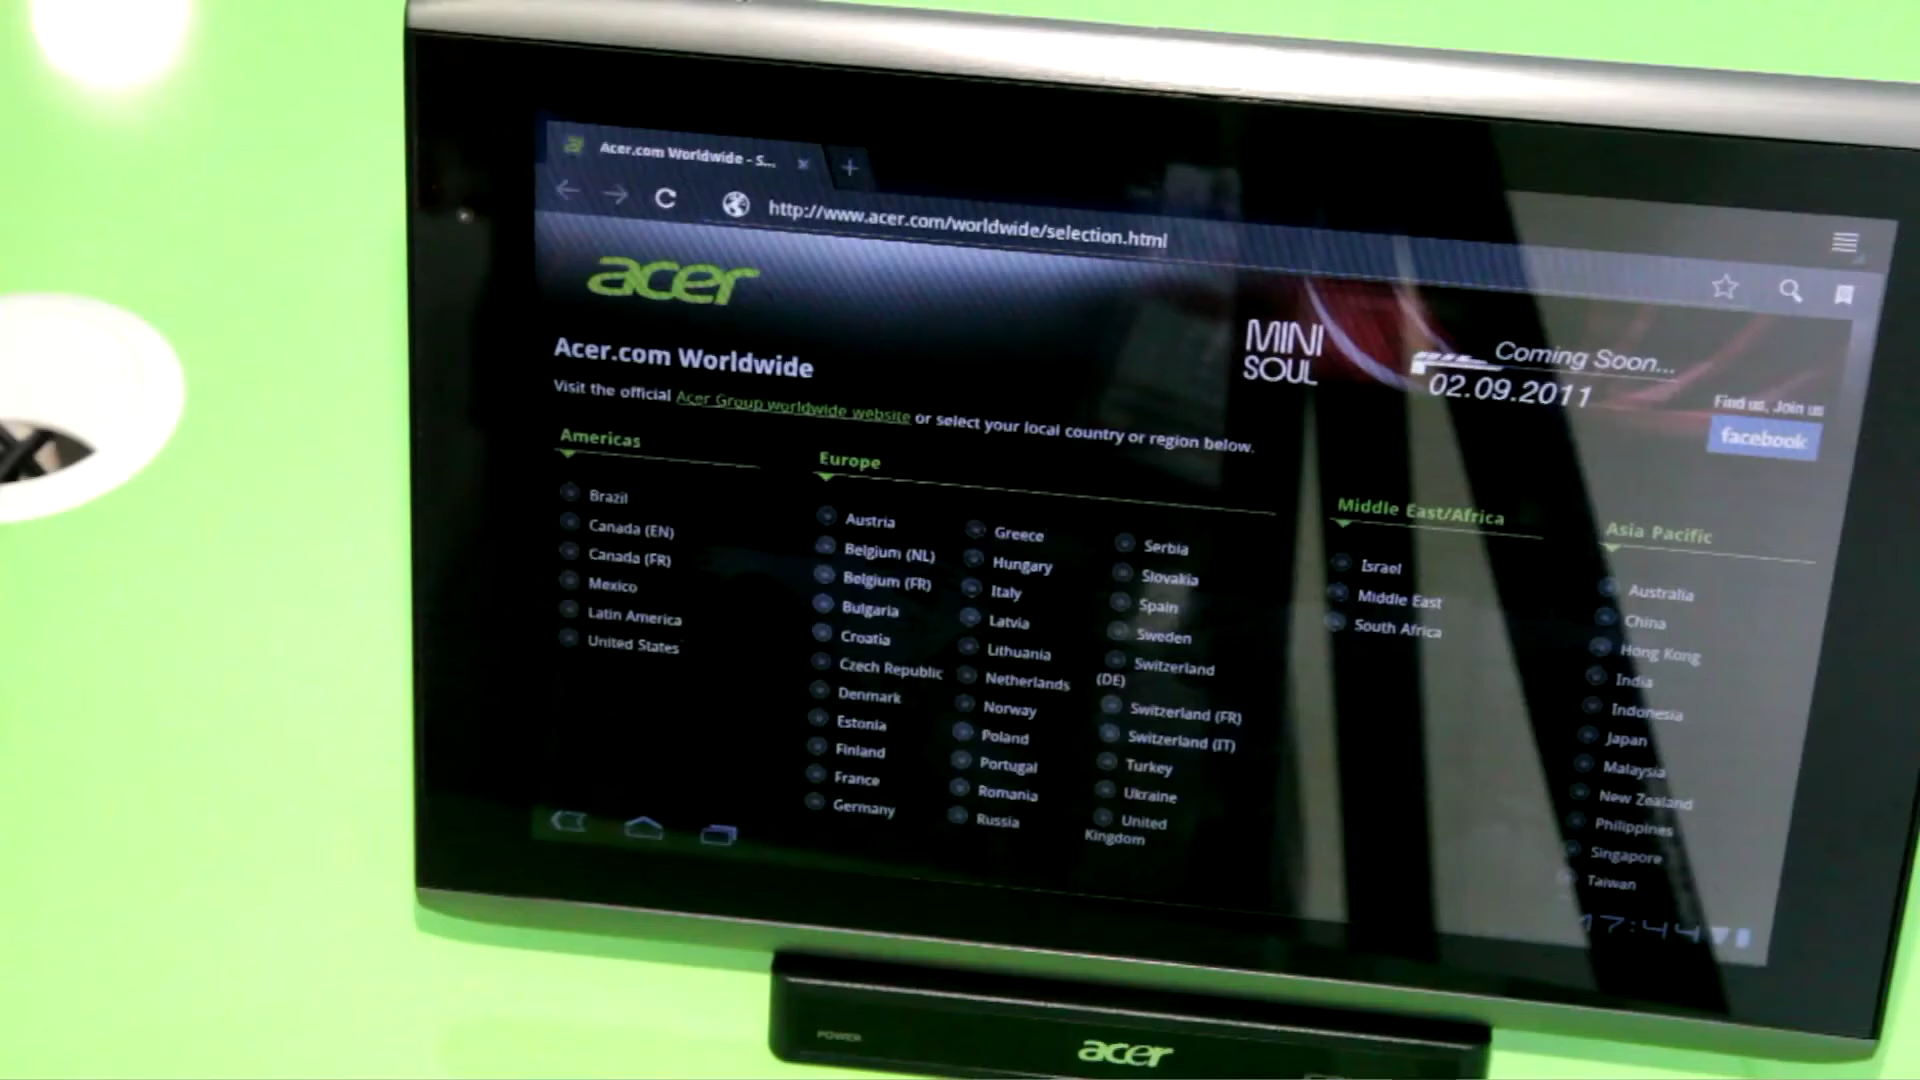 Acer.com Worldwide - S...
http://www.acer.com/worldwide/selection.html
acer
MINI
SOUL
Coming Soon...
02.09.2011
Find us, Join us
facebook
Acer.com Worldwide
Visit the official Acer Group worldwide website or select your local country or region below.
Americas
Brazil
Canada (EN)
Canada (FR)
Mexico
Latin America
United States
Europe
Austria
Belgium (NL)
Belgium (FR)
Bulgaria
Croatia
Czech Republic
Denmark
Estonia
Finland
France
Germany
Greece
Hungary
Italy
Latvia
Lithuania
Netherlands
Norway
Poland
Portugal
Romania
Russia
Serbia
Slovakia
Spain
Sweden
Switzerland
(DE)
Switzerland (FR)
Switzerland (IT)
Turkey
Ukraine
United
Kingdom
Middle East/Africa
Israel
Middle East
South Africa
Asia Pacific
Australia
China
Hong Kong
India
Indonesia
Japan
Malaysia
New Zealand
Philippines
Singapore
Taiwan
17:44
POWER
acer